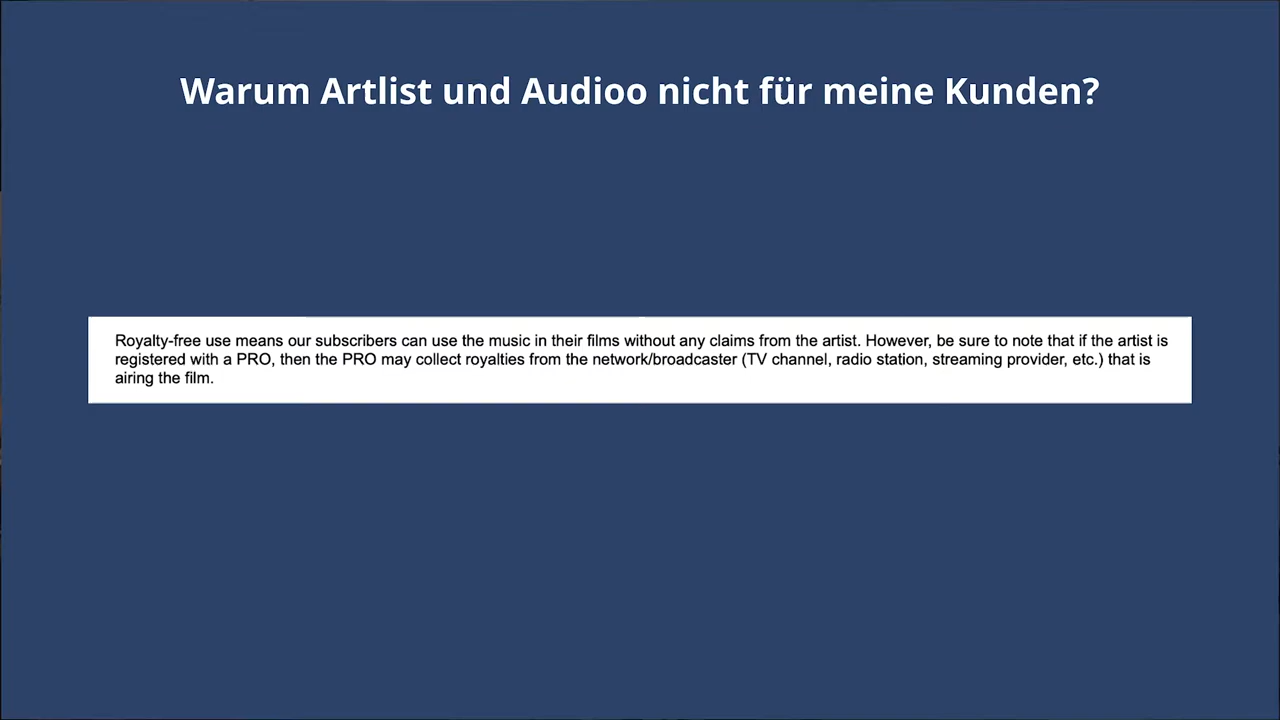 Warum Artlist und Audioo nicht für meine Kunden?
Royalty-free use means our subscribers can use the music in their films without any claims from the artist. However, be sure to note that if the artist is
registered with a PRO, then the PRO may collect royalties from the network/broadcaster (TV channel, radio station, streaming provider, etc.) that is
airing the film.